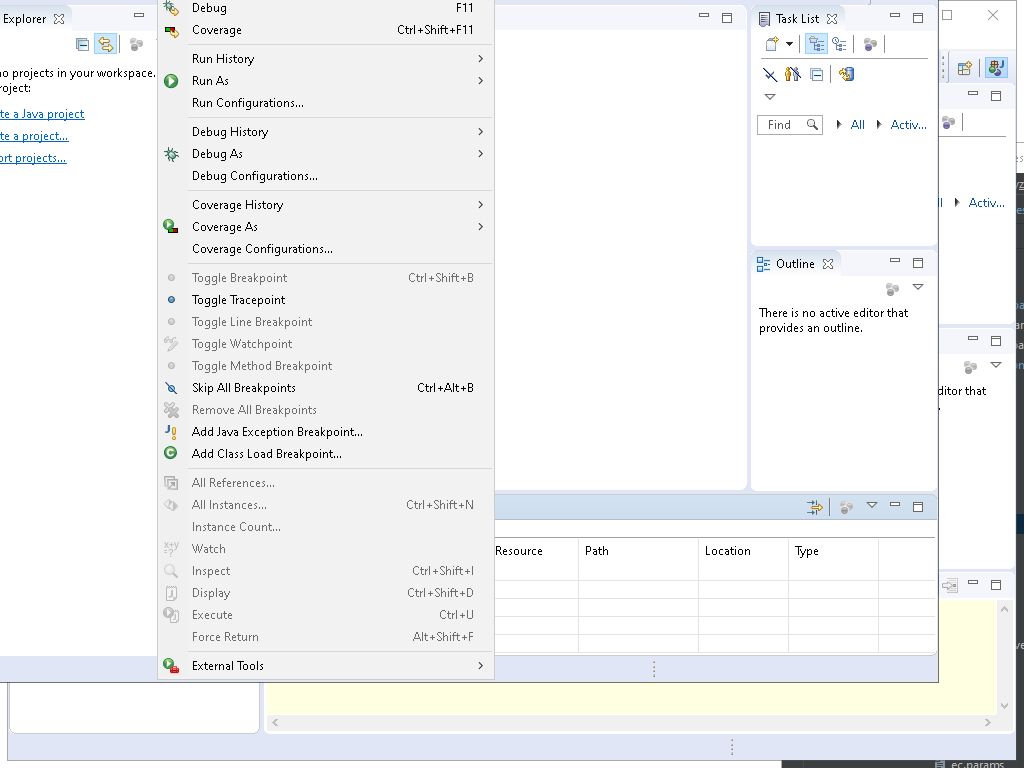 Explorer
no projects in your workspace.
roject:
te a Java project
te a project...
ort projects...
Debug F11
Coverage Ctrl+Shift+F11
Run History
Run As
Run Configurations...
Debug History
Debug As
Debug Configurations...
Coverage History
Coverage As
Coverage Configurations...
Toggle Breakpoint Ctrl+Shift+B
Toggle Tracepoint
Toggle Line Breakpoint
Toggle Watchpoint
Toggle Method Breakpoint
Skip All Breakpoints Ctrl+Alt+B
Remove All Breakpoints
Add Java Exception Breakpoint...
Add Class Load Breakpoint...
All References...
All Instances... Ctrl+Shift+N
Instance Count...
Watch
Inspect Ctrl+Shift+I
Display Ctrl+Shift+D
Execute Ctrl+U
Force Return Alt+Shift+F
External Tools
Task List
Find All Activ...
Outline
There is no active editor that
provides an outline.
Resource Path Location Type
Activ...
ditor that
ec.params